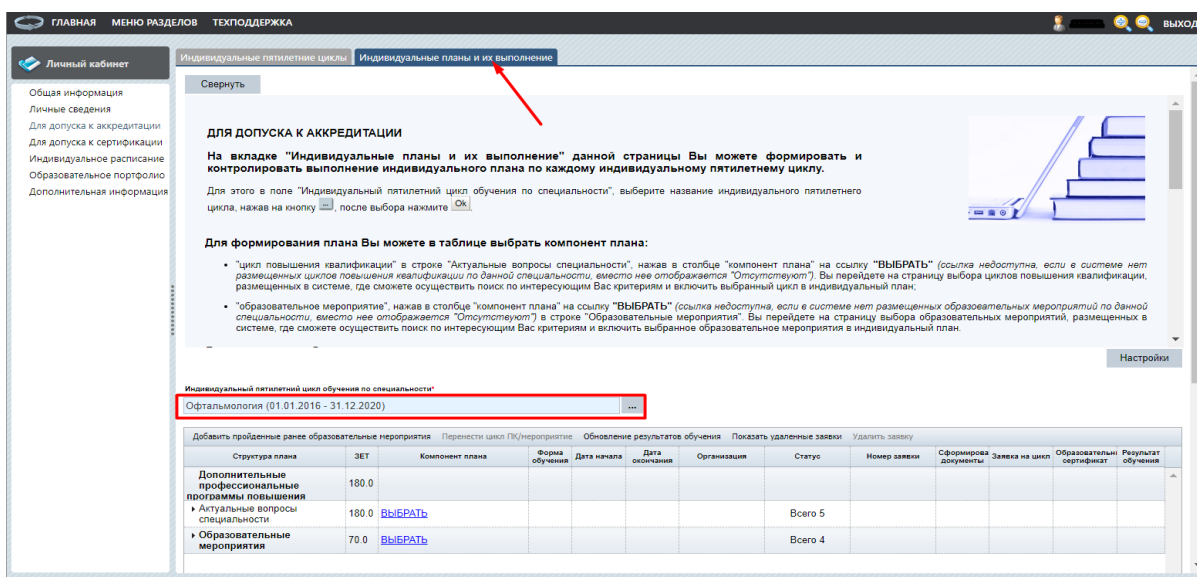 ГЛАВНАЯ МЕНЮ РАЗДЕЛОВ ТЕХПОДДЕРЖКА
ВЫХОД
Личный кабинет
Общая информация
Личные сведения
Для допуска к аккредитации
Для допуска к сертификации
Индивидуальное расписание
Образовательное портфолио
Дополнительная информация
Индивидуальные пятилетние циклы Индивидуальные планы и их выполнение
Свернуть
ДЛЯ ДОПУСКА К АККРЕДИТАЦИИ
На вкладке "Индивидуальные планы и их выполнение" данной страницы Вы можете формировать и
контролировать выполнение индивидуального плана по каждому индивидуальному пятилетнему циклу.
Для этого в поле "Индивидуальный пятилетний цикл обучения по специальности", выберите название индивидуального пятилетнего
цикла, нажав на кнопку ..., после выбора нажмите Ok.
Для формирования плана Вы можете в таблице выбрать компонент плана:
• "цикл повышения квалификации" в строке "Актуальные вопросы специальности", нажав в столбце "компонент плана" на ссылку "ВЫБРАТЬ" (ссылка недоступна, если в системе нет
размещенных циклов повышения квалификации по данной специальности, вместо нее отображается "Отсутствуют"). Вы перейдете на страницу выбора циклов повышения квалификации,
размещенных в системе, где сможете осуществить поиск по интересующим Вас критериям и включить выбранный цикл в индивидуальный план;
• "образовательное мероприятие", нажав в столбце "компонент плана" на ссылку "ВЫБРАТЬ" (ссылка недоступна, если в системе нет размещенных образовательных мероприятий по данной
специальности, вместо нее отображается "Отсутствуют") в строке "Образовательные мероприятия". Вы перейдете на страницу выбора образовательных мероприятий, размещенных в
системе, где сможете осуществить поиск по интересующим Вас критериям и включить выбранное образовательное мероприятия в индивидуальный план.
Настройки
Индивидуальный пятилетний цикл обучения по специальности*
Офтальмология (01.01.2016 - 31.12.2020) ...
Добавить пройденные ранее образовательные мероприятия Перенести цикл ПК/мероприятие Обновление результатов обучения Показать удаленные заявки Удалить заявку
Структура плана ЗЕТ Компонент плана Форма обучения Дата начала Дата окончания Организация Статус Номер заявки Сформирова документы Заявка на цикл Образовательн сертификат Результат обучения
Дополнительные
профессиональные 180.0
программы повышения
Актуальные вопросы
специальности 180.0 ВЫБРАТЬ Всего 5
Образовательные
мероприятия 70.0 ВЫБРАТЬ Всего 4